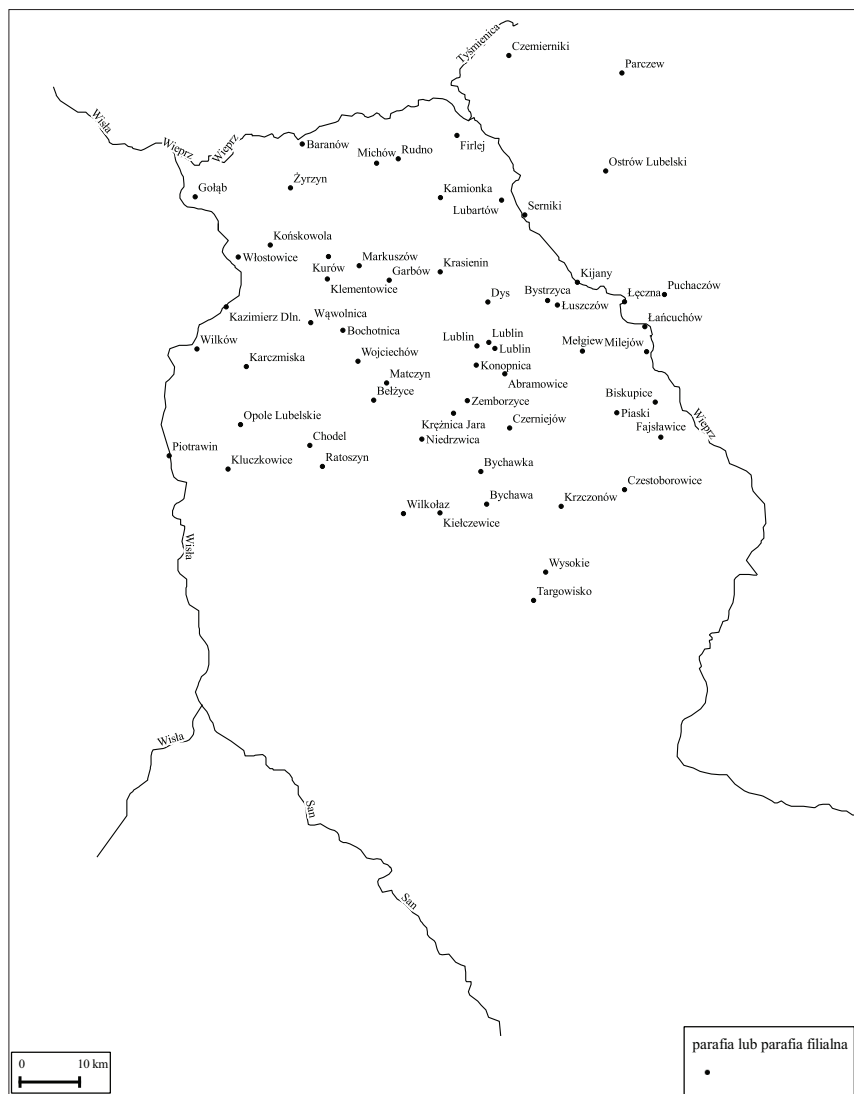 Czemierniki
Tyśmienica
Parczew
Wisła
Wieprz
Wieprz
Baranów
Michów
Rudno
Firlej
Ostrów Lubelski
Żyrzyn
Gołąb
Kamionka
Lubartów
Serniki
Końskowola
Włostowice
Kurów
Markuszów
Garbów
Krasienin
Klementowice
Kijany
Dys
Bystrzyca
Łuszczów
Łęczna
Puchaczów
Kazimierz Dln.
Wąwolnica
Bochotnica
Łańcuchów
Wilków
Lublin
Lublin
Lublin
Mełgiew
Milejów
Karczmiska
Wojciechów
Konopnica
Abramowice
Matczyn
Bełżyce
Zemborzyce
Biskupice
Piaski
Fajsławice
Wieprz
Opole Lubelskie
Krężnica Jara
Czerniejów
Niedrzwica
Piotrawin
Chodel
Kluczkowice
Ratoszyn
Bychawka
Czestoborowice
Wilkołaz
Kiełczewice
Bychawa
Krzczonów
Wisła
Wysokie
Targowisko
Wisła
San
San
0 10 km
parafia lub parafia filialna